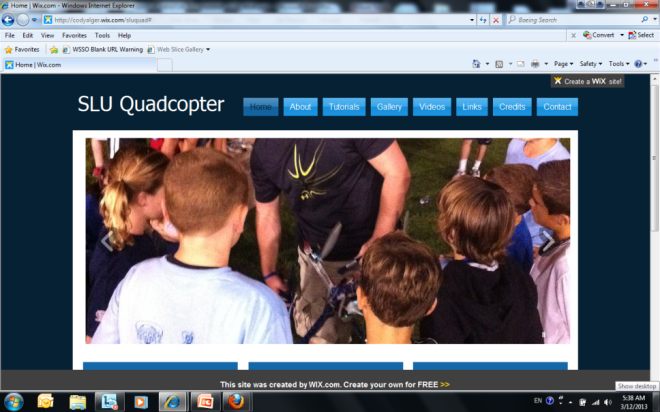 Home | Wix.com - Windows Internet Explorer
http://codyalger.wix.com/sluquad#
Boeing Search
File Edit View Favorites Tools Help
Convert Select
Favorites WSSO Blank URL Warning Web Slice Gallery
Home | Wix.com
Page Safety Tools
Create a WiX site!
SLU Quadcopter
Home About Tutorials Gallery Videos Links Credits Contact
This site was created by WIX.com. Create your own for FREE >>
Show desktop
EN
5:38 AM
3/12/2013